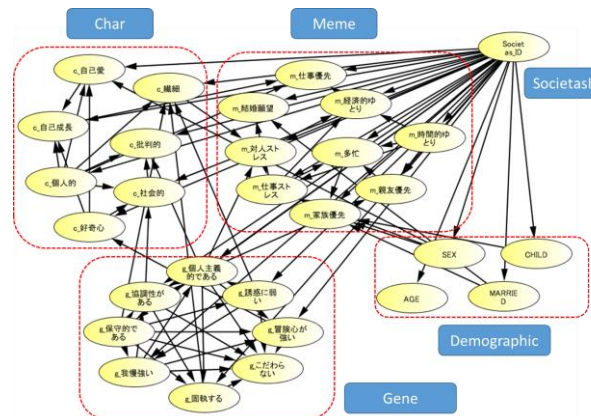 Char
Meme
Societ
as_ID
SocietasI
c_自己愛
c_繊細
m_仕事優先
m_結婚願望
m_経済的ゆ
とり
c_自己成長
c_批判的
m_対人スト
レス
m_多忙
m_時間的ゆ
とり
c_個人的
c_社会的
m_仕事スト
レス
m_親友優先
c_好奇心
m_家族優先
SEX
CHILD
AGE
MARRIE
D
Demographic
g_個人主義
的である
g_協調性が
ある
g_誘惑に弱
い
g_保守的で
ある
g_冒険心が
強い
g_我慢強い
g_こだわら
ない
g_固執する
Gene